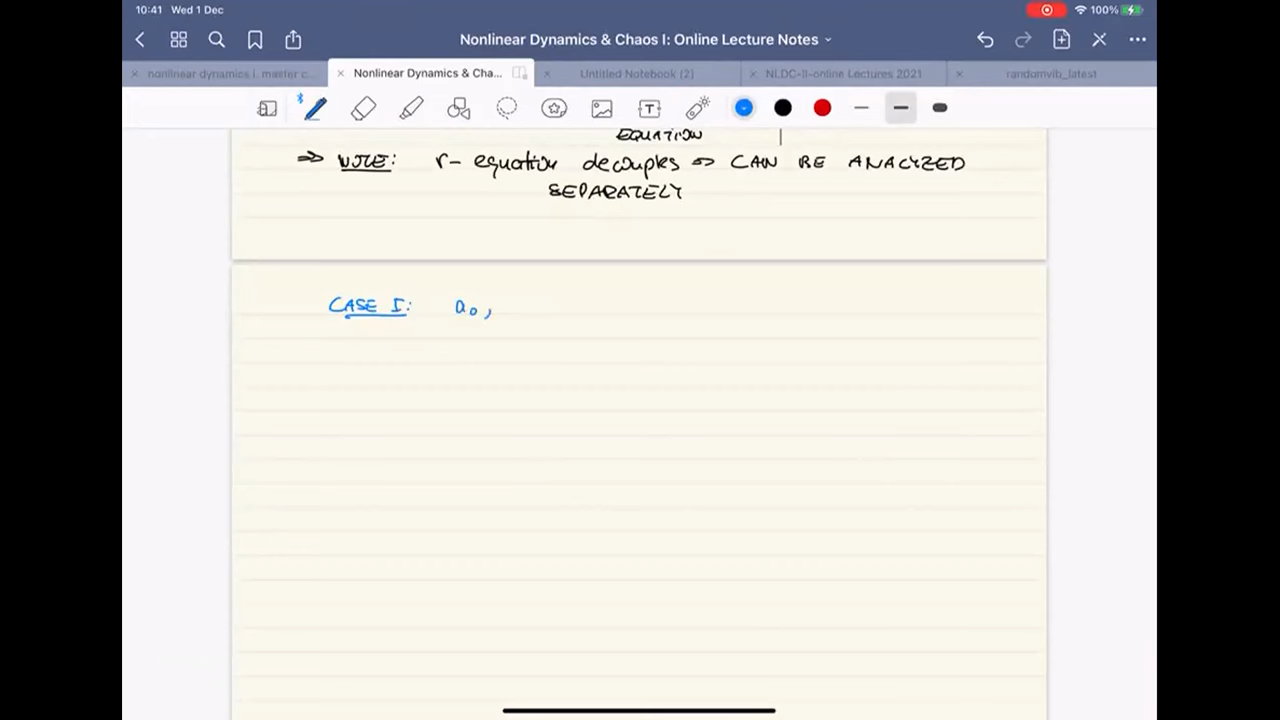 10:41 Wed 1 Dec 100%
Nonlinear Dynamics & Chaos I: Online Lecture Notes
nonlinear dynamics i. master c... Nonlinear Dynamics & Cha... Untitled Notebook (2) NLDC-II-online Lectures 2021 randomvib_latest
EQUATION
⇒ NOTE: r- equation decouples ⇒ CAN BE ANALYZED
SEPARATELY
CASE I: a₀,